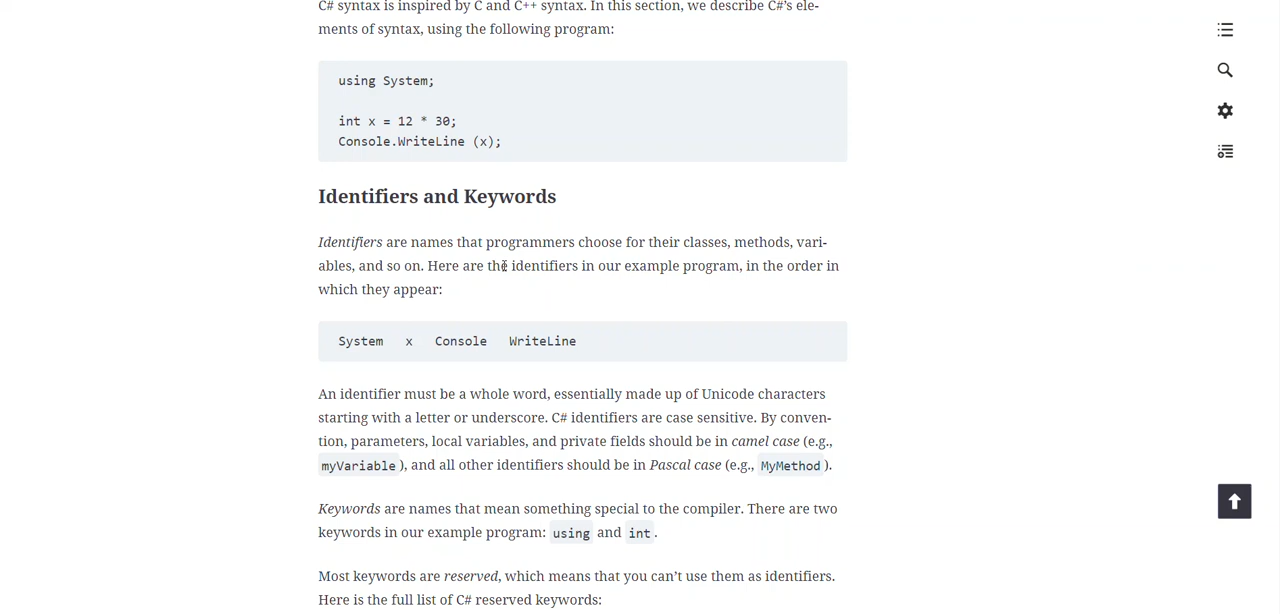 C# syntax is inspired by C and C++ syntax. In this section, we describe C#’s ele-
ments of syntax, using the following program:
using System;
int x = 12 * 30;
Console.WriteLine (x);
Identifiers and Keywords
Identifiers are names that programmers choose for their classes, methods, vari-
ables, and so on. Here are the identifiers in our example program, in the order in
which they appear:
System x Console WriteLine
An identifier must be a whole word, essentially made up of Unicode characters
starting with a letter or underscore. C# identifiers are case sensitive. By conven-
tion, parameters, local variables, and private fields should be in camel case (e.g.,
myVariable), and all other identifiers should be in Pascal case (e.g., MyMethod).
Keywords are names that mean something special to the compiler. There are two
keywords in our example program: using and int.
Most keywords are reserved, which means that you can’t use them as identifiers.
Here is the full list of C# reserved keywords: